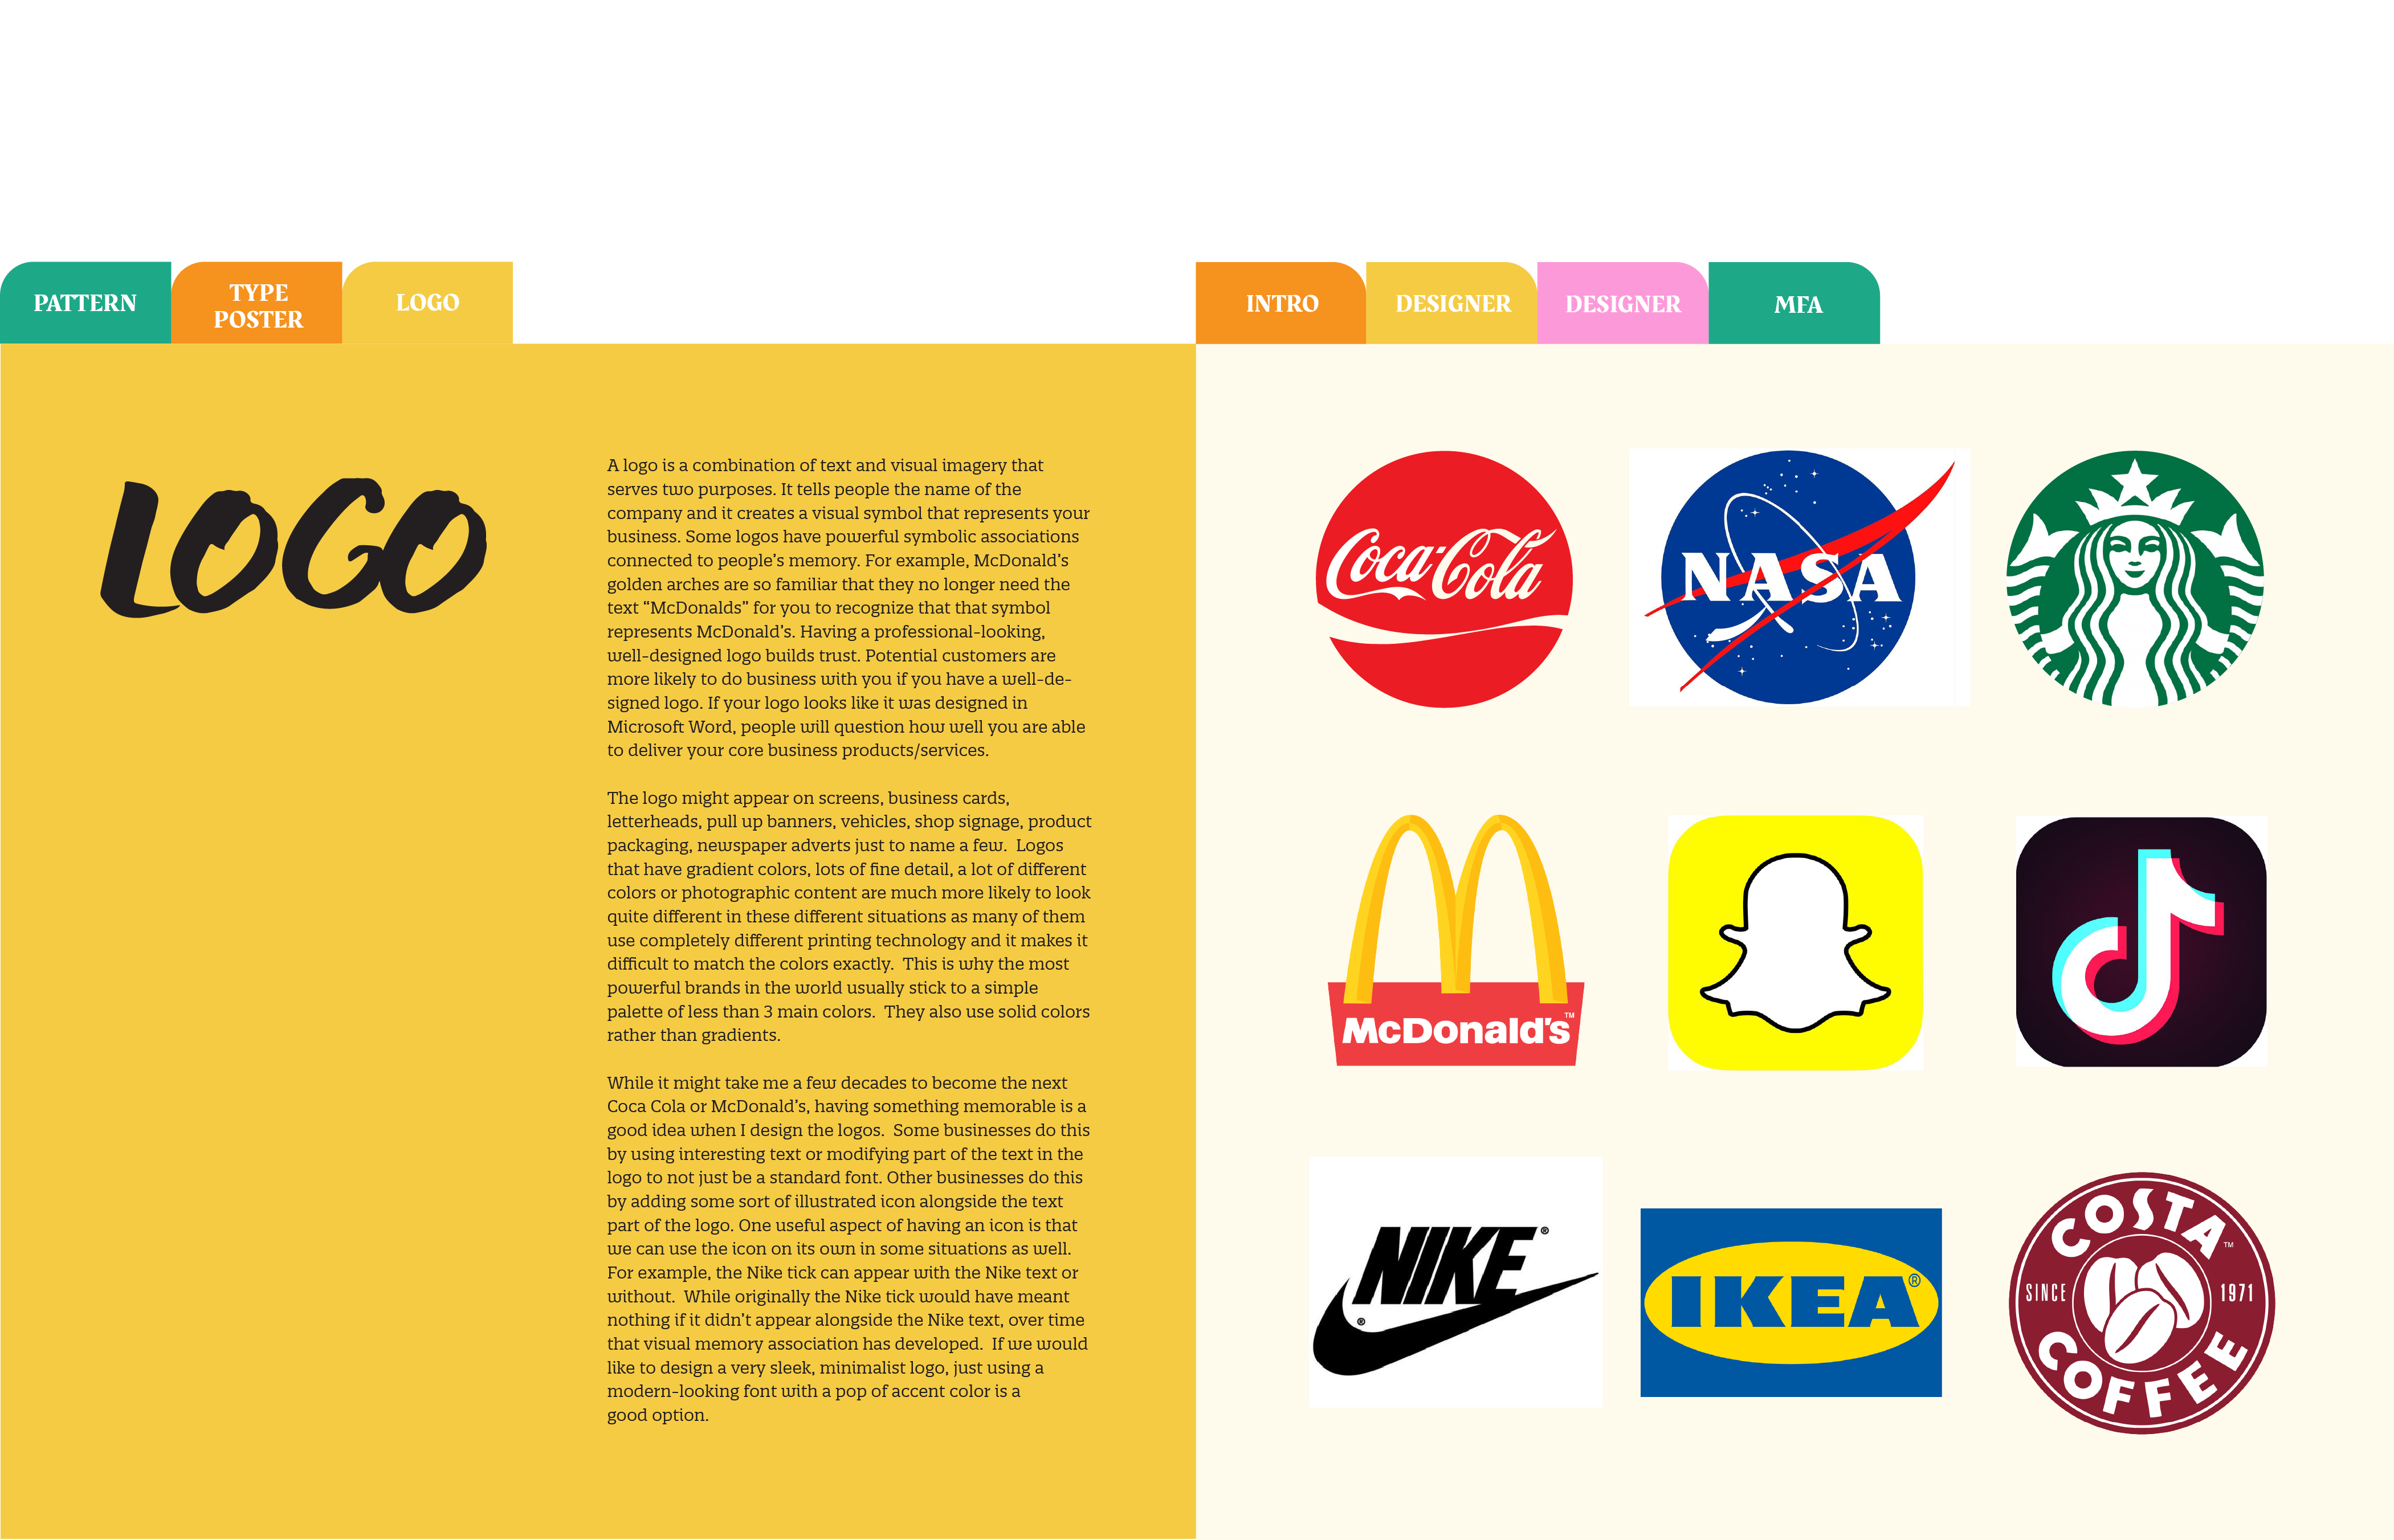 PATTERN
TYPE
POSTER
LOGO
INTRO
DESIGNER
DESIGNER
MFA
LOGO
A logo is a combination of text and visual imagery that
serves two purposes. It tells people the name of the
company and it creates a visual symbol that represents your
business. Some logos have powerful symbolic associations
connected to people's memory. For example, McDonald's
golden arches are so familiar that they no longer need the
text “McDonalds” for you to recognize that that symbol
represents McDonald's. Having a professional-looking,
well-designed logo builds trust. Potential customers are
more likely to do business with you if you have a well-de-
signed logo. If your logo looks like it was designed in
Microsoft Word, people will question how well you are able
to deliver your core business products/services.
The logo might appear on screens, business cards,
letterheads, pull up banners, vehicles, shop signage, product
packaging, newspaper adverts just to name a few.  Logos
that have gradient colors, lots of fine detail, a lot of different
colors or photographic content are much more likely to look
quite different in these different situations as many of them
use completely different printing technology and it makes it
difficult to match the colors exactly.  This is why the most
powerful brands in the world usually stick to a simple
palette of less than 3 main colors.  They also use solid colors
rather than gradients.
While it might take me a few decades to become the next
Coca Cola or McDonald's, having something memorable is a
good idea when I design the logos.  Some businesses do this
by using interesting text or modifying part of the text in the
logo to not just be a standard font. Other businesses do this
by adding some sort of illustrated icon alongside the text
part of the logo. One useful aspect of having an icon is that
we can use the icon on its own in some situations as well.
For example, the Nike tick can appear with the Nike text or
without.  While originally the Nike tick would have meant
nothing if it didn't appear alongside the Nike text, over time
that visual memory association has developed.  If we would
like to design a very sleek, minimalist logo, just using a
modern-looking font with a pop of accent color is a
good option.
Coca-Cola
NASA
McDonald's™
NIKE®
®
IKEA®
COSTA™
SINCE 1971
COFFEE